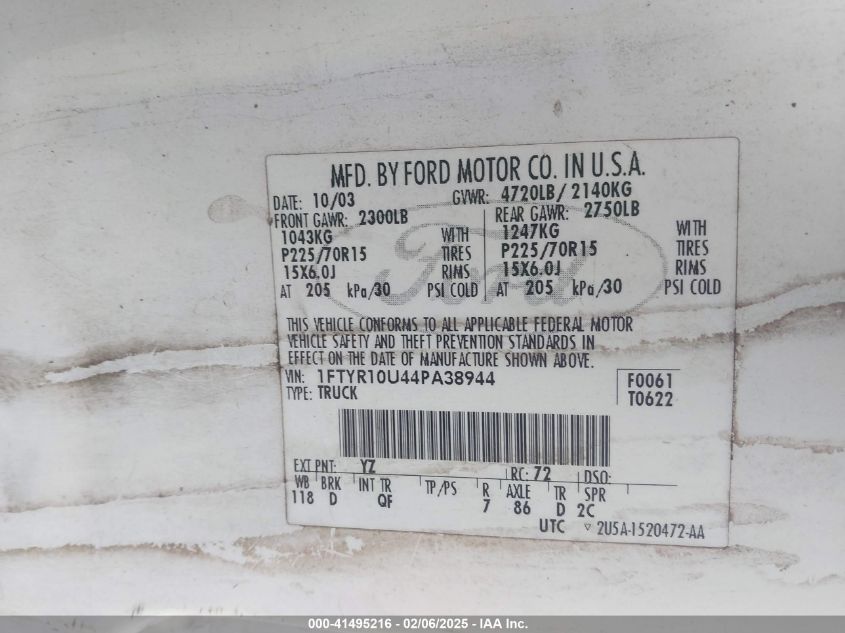 MFD. BY FORD MOTOR CO. IN U.S.A.
DATE: 10/03 GVWR: 4720LB/ 2140KG
FRONT GAWR: 2300LB REAR GAWR: 2750LB
1043KG WITH 1247KG WITH
P225/70R15 TIRES P225/70R15 TIRES
15X6.0J RIMS 15X6.0J RIMS
AT 205 kPa/30 PSI COLD AT 205 kPa/30 PSI COLD
Ford
THIS VEHICLE CONFORMS TO ALL APPLICABLE FEDERAL MOTOR
VEHICLE SAFETY AND THEFT PREVENTION STANDARDS IN
EFFECT ON THE DATE OF MANUFACTURE SHOWN ABOVE.
VIN: 1FTYR10U44PA38944 F0061
TYPE: TRUCK T0622
EXT PNT: YZ RC: 72 DSO:
WB BRK INT TR TP/PS R AXLE TR SPR
118 D QF 7 86 D 2C
UTC ▽ 2U5A-1520472-AA
000-41495216 - 02/06/2025 - IAA Inc.